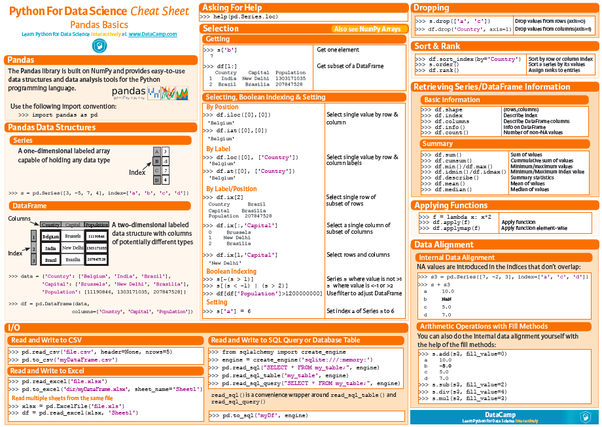 Python For Data Science Cheat Sheet
Pandas Basics
Learn Python for Data Science Interactively at www.DataCamp.com
Pandas
The Pandas library is built on NumPy and provides easy-to-use
data structures and data analysis tools for the Python
programming language.
pandas
Use the following import convention:
>>> import pandas as pd
Pandas Data Structures
Series
A one-dimensional labeled array
capable of holding any data type
Index
A 3
B -5
C 7
D 4
>>> s = pd.Series([3, -5, 7, 4], index=['a', 'b', 'c', 'd'])
DataFrame
Columns
Index
Country Capital Population
1 Belgium Brussels 11190846
2 India New Delhi 1303171035
3 Brazil Brasília 207847528
A two-dimensional labeled
data structure with columns
of potentially different types
>>> data = {'Country': ['Belgium', 'India', 'Brazil'],
'Capital': ['Brussels', 'New Delhi', 'Brasília'],
'Population': [11190846, 1303171035, 207847528]}
>>> df = pd.DataFrame(data,
columns=['Country', 'Capital', 'Population'])
I/O
Read and Write to CSV
>>> pd.read_csv('file.csv', header=None, nrows=5)
>>> pd.to_csv('myDataFrame.csv')
Read and Write to Excel
>>> pd.read_excel('file.xlsx')
>>> pd.to_excel('dir/myDataFrame.xlsx', sheet_name='Sheet1')
Read multiple sheets from the same file
>>> xlsx = pd.ExcelFile('file.xls')
>>> df = pd.read_excel(xlsx, 'Sheet1')
Asking For Help
>>> help(pd.Series.loc)
Selection
Also see NumPy Arrays
Getting
>>> s['b']
-5
Get one element
>>> df[1:]
Country Capital Population
1 India New Delhi 1303171035
2 Brazil Brasília 207847528
Get subset of a DataFrame
Selecting, Boolean Indexing & Setting
By Position
>>> df.iloc([0],[0])
'Belgium'
>>> df.iat([0],[0])
'Belgium'
Select single value by row &
column
By Label
>>> df.loc([0], ['Country'])
'Belgium'
>>> df.at([0], ['Country'])
'Belgium'
Select single value by row &
column labels
By Label/Position
>>> df.ix[2]
Country Brazil
Capital Brasília
Population 207847528
Select single row of
subset of rows
>>> df.ix[:,'Capital']
0 Brussels
1 New Delhi
2 Brasília
Select a single column of
subset of columns
>>> df.ix[1,'Capital']
'New Delhi'
Select rows and columns
Boolean Indexing
>>> s[~(s > 1)]
Series s where value is not >1
>>> s[(s < -1) | (s > 2)]
s where value is <-1 or >2
>>> df[df['Population']>1200000000]
Use filter to adjust DataFrame
Setting
>>> s['a'] = 6
Set index a of Series s to 6
Read and Write to SQL Query or Database Table
>>> from sqlalchemy import create_engine
>>> engine = create_engine('sqlite:///:memory:')
>>> pd.read_sql("SELECT * FROM my_table;", engine)
>>> pd.read_sql_table('my_table', engine)
>>> pd.read_sql_query("SELECT * FROM my_table;", engine)
read_sql() is a convenience wrapper around read_sql_table() and
read_sql_query()
>>> pd.to_sql('myDf', engine)
Dropping
>>> s.drop(['a', 'c'])
Drop values from rows (axis=0)
>>> df.drop('Country', axis=1)
Drop values from columns(axis=1)
Sort & Rank
>>> df.sort_index(by='Country')
Sort by row or column index
>>> s.order()
Sort a series by its values
>>> df.rank()
Assign ranks to entries
Retrieving Series/DataFrame Information
Basic Information
>>> df.shape
(rows,columns)
>>> df.index
Describe index
>>> df.columns
Describe DataFrame columns
>>> df.info()
Info on DataFrame
>>> df.count()
Number of non-NA values
Summary
>>> df.sum()
Sum of values
>>> df.cumsum()
Cummulative sum of values
>>> df.min()/df.max()
Minimum/maximum values
>>> df.idmin()/df.idmax()
Minimum/Maximum index value
>>> df.describe()
Summary statistics
>>> df.mean()
Mean of values
>>> df.median()
Median of values
Applying Functions
>>> f = lambda x: x*2
>>> df.apply(f)
Apply function
>>> df.applymap(f)
Apply function element-wise
Data Alignment
Internal Data Alignment
NA values are introduced in the indices that don't overlap:
>>> s3 = pd.Series([7, -2, 3], index=['a', 'c', 'd'])
>>> s + s3
a 10.0
b NaN
c 5.0
d 7.0
Arithmetic Operations with Fill Methods
You can also do the internal data alignment yourself with
the help of the fill methods:
>>> s.add(s3, fill_value=0)
a 10.0
b -5.0
c 5.0
d 7.0
>>> s.sub(s3, fill_value=2)
>>> s.div(s3, fill_value=4)
>>> s.mul(s3, fill_value=3)
DataCamp
Learn Python for Data Science Interactively